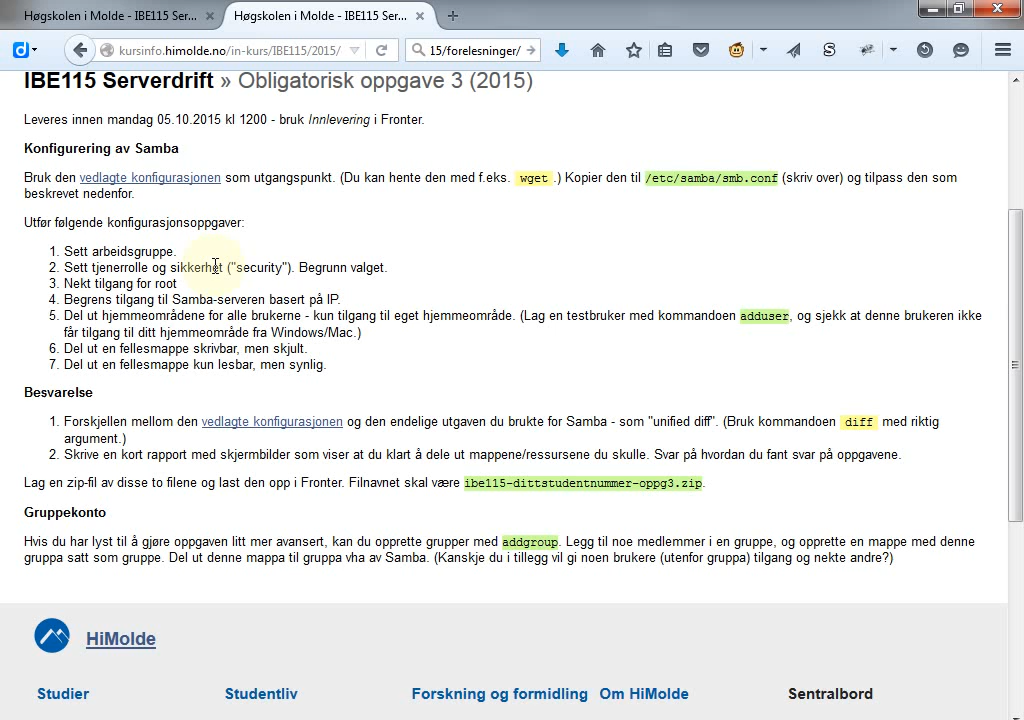 Høgskolen i Molde - IBE115 Ser...
Høgskolen i Molde - IBE115 Ser...
kursinfo.himolde.no/in-kurs/IBE115/2015/
15/forelesninger/
IBE115 Serverdrift » Obligatorisk oppgave 3 (2015)
Leveres innen mandag 05.10.2015 kl 1200 - bruk Innlevering i Fronter.
Konfigurering av Samba
Bruk den vedlagte konfigurasjonen som utgangspunkt. (Du kan hente den med f.eks. wget.) Kopier den til /etc/samba/smb.conf (skriv over) og tilpass den som
beskrevet nedenfor.
Utfør følgende konfigurasjonsoppgaver:
1. Sett arbeidsgruppe.
2. Sett tjenerrolle og sikkerhet ("security"). Begrunn valget.
3. Nekt tilgang for root
4. Begrens tilgang til Samba-serveren basert på IP.
5. Del ut hjemmeområdene for alle brukerne - kun tilgang til eget hjemmeområde. (Lag en testbruker med kommandoen adduser, og sjekk at denne brukeren ikke
får tilgang til ditt hjemmeområde fra Windows/Mac.)
6. Del ut en fellesmappe skrivbar, men skjult.
7. Del ut en fellesmappe kun lesbar, men synlig.
Besvarelse
1. Forskjellen mellom den vedlagte konfigurasjonen og den endelige utgaven du brukte for Samba - som "unified diff". (Bruk kommandoen diff med riktig
argument.)
2. Skrive en kort rapport med skjermbilder som viser at du klart å dele ut mappene/ressursene du skulle. Svar på hvordan du fant svar på oppgavene.
Lag en zip-fil av disse to filene og last den opp i Fronter. Filnavnet skal være ibe115-dittstudentnummer-oppg3.zip.
Gruppekonto
Hvis du har lyst til å gjøre oppgaven litt mer avansert, kan du opprette grupper med addgroup. Legg til noe medlemmer i en gruppe, og opprette en mappe med denne
gruppa satt som gruppe. Del ut denne mappa til gruppa vha av Samba. (Kanskje du i tillegg vil gi noen brukere (utenfor gruppa) tilgang og nekte andre?)
HiMolde
Studier
Studentliv
Forskning og formidling
Om HiMolde
Sentralbord